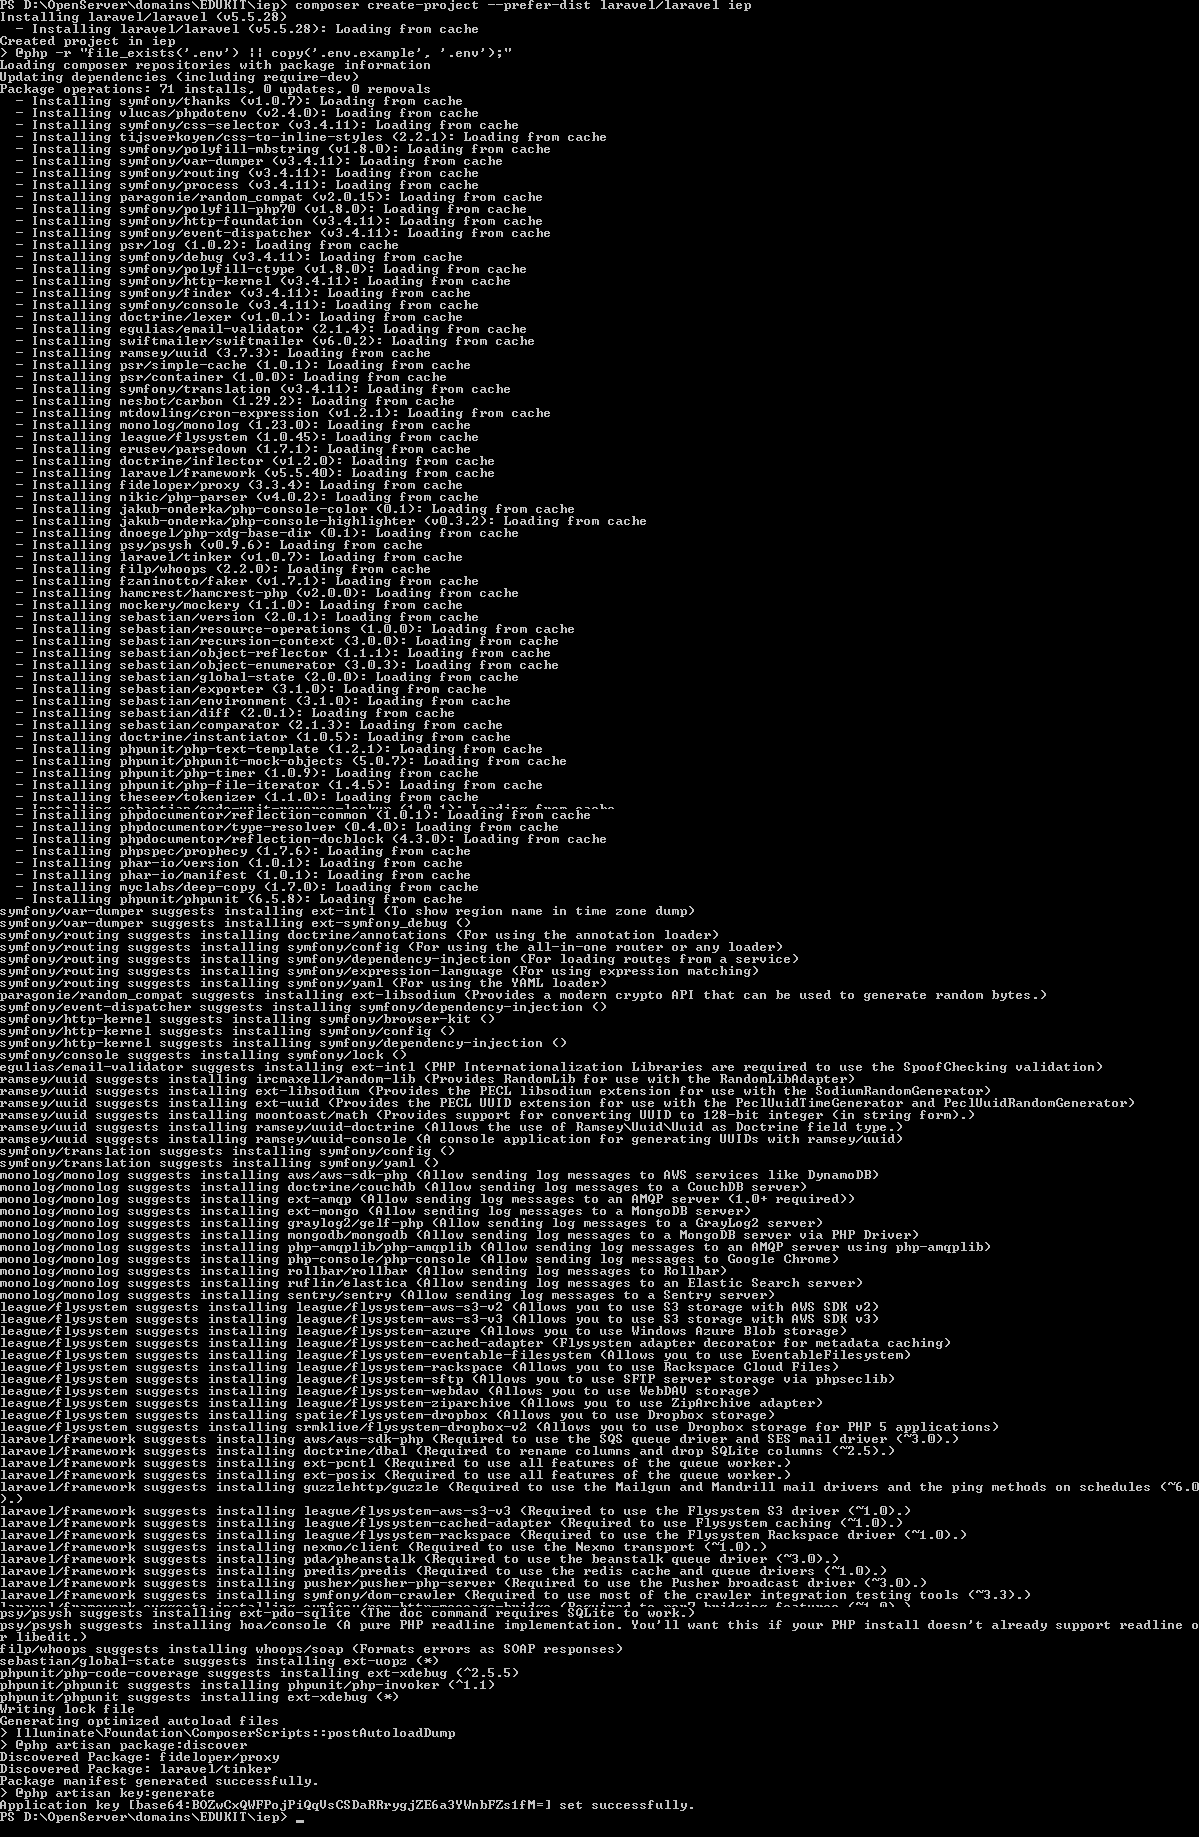 PS D:\OpenServer\domains\EDUKIT\iep> composer create-project --prefer-dist laravel/laravel iep
Installing laravel/laravel (v5.5.28)
  - Installing laravel/laravel (v5.5.28): Loading from cache
Created project in iep
> @php -r "file_exists('.env') || copy('.env.example', '.env');"
Loading composer repositories with package information
Updating dependencies (including require-dev)
Package operations: 71 installs, 0 updates, 0 removals
  - Installing symfony/thanks (v1.0.7): Loading from cache
  - Installing vlucas/phpdotenv (v2.4.0): Loading from cache
  - Installing symfony/css-selector (v3.4.11): Loading from cache
  - Installing tijsverkoyen/css-to-inline-styles (2.2.1): Loading from cache
  - Installing symfony/polyfill-mbstring (v1.8.0): Loading from cache
  - Installing symfony/var-dumper (v3.4.11): Loading from cache
  - Installing symfony/routing (v3.4.11): Loading from cache
  - Installing symfony/process (v3.4.11): Loading from cache
  - Installing paragonie/random_compat (v2.0.15): Loading from cache
  - Installing symfony/polyfill-php70 (v1.8.0): Loading from cache
  - Installing symfony/http-foundation (v3.4.11): Loading from cache
  - Installing symfony/event-dispatcher (v3.4.11): Loading from cache
  - Installing psr/log (1.0.2): Loading from cache
  - Installing symfony/debug (v3.4.11): Loading from cache
  - Installing symfony/polyfill-ctype (v1.8.0): Loading from cache
  - Installing symfony/http-kernel (v3.4.11): Loading from cache
  - Installing symfony/finder (v3.4.11): Loading from cache
  - Installing symfony/console (v3.4.11): Loading from cache
  - Installing doctrine/lexer (v1.0.1): Loading from cache
  - Installing egulias/email-validator (2.1.4): Loading from cache
  - Installing swiftmailer/swiftmailer (v6.0.2): Loading from cache
  - Installing ramsey/uuid (3.7.3): Loading from cache
  - Installing psr/simple-cache (1.0.1): Loading from cache
  - Installing psr/container (1.0.0): Loading from cache
  - Installing symfony/translation (v3.4.11): Loading from cache
  - Installing nesbot/carbon (1.29.2): Loading from cache
  - Installing mtdowling/cron-expression (v1.2.1): Loading from cache
  - Installing monolog/monolog (1.23.0): Loading from cache
  - Installing league/flysystem (1.0.45): Loading from cache
  - Installing erusev/parsedown (1.7.1): Loading from cache
  - Installing doctrine/inflector (v1.2.0): Loading from cache
  - Installing laravel/framework (v5.5.40): Loading from cache
  - Installing fideloper/proxy (3.3.4): Loading from cache
  - Installing nikic/php-parser (v4.0.2): Loading from cache
  - Installing jakub-onderka/php-console-color (0.1): Loading from cache
  - Installing jakub-onderka/php-console-highlighter (v0.3.2): Loading from cache
  - Installing dnoegel/php-xdg-base-dir (0.1): Loading from cache
  - Installing psy/psysh (v0.9.6): Loading from cache
  - Installing laravel/tinker (v1.0.7): Loading from cache
  - Installing filp/whoops (2.2.0): Loading from cache
  - Installing fzaninotto/faker (v1.7.1): Loading from cache
  - Installing hamcrest/hamcrest-php (v2.0.0): Loading from cache
  - Installing mockery/mockery (1.1.0): Loading from cache
  - Installing sebastian/version (2.0.1): Loading from cache
  - Installing sebastian/resource-operations (1.0.0): Loading from cache
  - Installing sebastian/recursion-context (3.0.0): Loading from cache
  - Installing sebastian/object-reflector (1.1.1): Loading from cache
  - Installing sebastian/object-enumerator (3.0.3): Loading from cache
  - Installing sebastian/global-state (2.0.0): Loading from cache
  - Installing sebastian/exporter (3.1.0): Loading from cache
  - Installing sebastian/environment (3.1.0): Loading from cache
  - Installing sebastian/diff (2.0.1): Loading from cache
  - Installing sebastian/comparator (2.1.3): Loading from cache
  - Installing doctrine/instantiator (1.0.5): Loading from cache
  - Installing phpunit/php-text-template (1.2.1): Loading from cache
  - Installing phpunit/phpunit-mock-objects (5.0.7): Loading from cache
  - Installing phpunit/php-timer (1.0.9): Loading from cache
  - Installing phpunit/php-file-iterator (1.4.5): Loading from cache
  - Installing theseer/tokenizer (1.1.0): Loading from cache
  - Installing phpdocumentor/reflection-common (1.0.1): Loading from cache
  - Installing phpdocumentor/type-resolver (0.4.0): Loading from cache
  - Installing phpdocumentor/reflection-docblock (4.3.0): Loading from cache
  - Installing phpspec/prophecy (1.7.6): Loading from cache
  - Installing phar-io/version (1.0.1): Loading from cache
  - Installing phar-io/manifest (1.0.1): Loading from cache
  - Installing myclabs/deep-copy (1.7.0): Loading from cache
  - Installing phpunit/phpunit (6.5.8): Loading from cache
symfony/var-dumper suggests installing ext-intl (To show region name in time zone dump)
symfony/var-dumper suggests installing ext-symfony_debug ()
symfony/routing suggests installing doctrine/annotations (For using the annotation loader)
symfony/routing suggests installing symfony/config (For using the all-in-one router or any loader)
symfony/routing suggests installing symfony/dependency-injection (For loading routes from a service)
symfony/routing suggests installing symfony/expression-language (For using expression matching)
symfony/routing suggests installing symfony/yaml (For using the YAML loader)
paragonie/random_compat suggests installing ext-libsodium (Provides a modern crypto API that can be used to generate random bytes.)
symfony/event-dispatcher suggests installing symfony/dependency-injection ()
symfony/http-kernel suggests installing symfony/browser-kit ()
symfony/http-kernel suggests installing symfony/config ()
symfony/http-kernel suggests installing symfony/dependency-injection ()
symfony/console suggests installing symfony/lock ()
egulias/email-validator suggests installing ext-intl (PHP Internationalization Libraries are required to use the SpoofChecking validation)
ramsey/uuid suggests installing ircmaxell/random-lib (Provides RandomLib for use with the RandomLibAdapter)
ramsey/uuid suggests installing ext-libsodium (Provides the PECL libsodium extension for use with the SodiumRandomGenerator)
ramsey/uuid suggests installing ext-uuid (Provides the PECL UUID extension for use with the PeclUuidTimeGenerator and PeclUuidRandomGenerator)
ramsey/uuid suggests installing moontoast/math (Provides support for converting UUID to 128-bit integer (in string form).)
ramsey/uuid suggests installing ramsey/uuid-doctrine (Allows the use of Ramsey\Uuid\Uuid as Doctrine field type.)
ramsey/uuid suggests installing ramsey/uuid-console (A console application for generating UUIDs with ramsey/uuid)
symfony/translation suggests installing symfony/config ()
symfony/translation suggests installing symfony/yaml ()
monolog/monolog suggests installing aws/aws-sdk-php (Allow sending log messages to AWS services like DynamoDB)
monolog/monolog suggests installing doctrine/couchdb (Allow sending log messages to a CouchDB server)
monolog/monolog suggests installing ext-amqp (Allow sending log messages to an AMQP server (1.0+ required))
monolog/monolog suggests installing ext-mongo (Allow sending log messages to a MongoDB server)
monolog/monolog suggests installing graylog2/gelf-php (Allow sending log messages to a GrayLog2 server)
monolog/monolog suggests installing mongodb/mongodb (Allow sending log messages to a MongoDB server via PHP Driver)
monolog/monolog suggests installing php-amqplib/php-amqplib (Allow sending log messages to an AMQP server using php-amqplib)
monolog/monolog suggests installing php-console/php-console (Allow sending log messages to Google Chrome)
monolog/monolog suggests installing rollbar/rollbar (Allow sending log messages to Rollbar)
monolog/monolog suggests installing ruflin/elastica (Allow sending log messages to an Elastic Search server)
monolog/monolog suggests installing sentry/sentry (Allow sending log messages to a Sentry server)
league/flysystem suggests installing league/flysystem-aws-s3-v2 (Allows you to use S3 storage with AWS SDK v2)
league/flysystem suggests installing league/flysystem-aws-s3-v3 (Allows you to use S3 storage with AWS SDK v3)
league/flysystem suggests installing league/flysystem-azure (Allows you to use Windows Azure Blob storage)
league/flysystem suggests installing league/flysystem-cached-adapter (Flysystem adapter decorator for metadata caching)
league/flysystem suggests installing league/flysystem-eventable-filesystem (Allows you to use EventableFilesystem)
league/flysystem suggests installing league/flysystem-rackspace (Allows you to use Rackspace Cloud Files)
league/flysystem suggests installing league/flysystem-sftp (Allows you to use SFTP server storage via phpseclib)
league/flysystem suggests installing league/flysystem-webdav (Allows you to use WebDAV storage)
league/flysystem suggests installing league/flysystem-ziparchive (Allows you to use ZipArchive adapter)
league/flysystem suggests installing spatie/flysystem-dropbox (Allows you to use Dropbox storage)
league/flysystem suggests installing srmklive/flysystem-dropbox-v2 (Allows you to use Dropbox storage for PHP 5 applications)
laravel/framework suggests installing aws/aws-sdk-php (Required to use the SQS queue driver and SES mail driver (~3.0).)
laravel/framework suggests installing doctrine/dbal (Required to rename columns and drop SQLite columns (~2.5).)
laravel/framework suggests installing ext-pcntl (Required to use all features of the queue worker.)
laravel/framework suggests installing ext-posix (Required to use all features of the queue worker.)
laravel/framework suggests installing guzzlehttp/guzzle (Required to use the Mailgun and Mandrill mail drivers and the ping methods on schedules (~6.0
).)
laravel/framework suggests installing league/flysystem-aws-s3-v3 (Required to use the Flysystem S3 driver (~1.0).)
laravel/framework suggests installing league/flysystem-cached-adapter (Required to use Flysystem caching (~1.0).)
laravel/framework suggests installing league/flysystem-rackspace (Required to use the Flysystem Rackspace driver (~1.0).)
laravel/framework suggests installing nexmo/client (Required to use the Nexmo transport (~1.0).)
laravel/framework suggests installing pda/pheanstalk (Required to use the beanstalk queue driver (~3.0).)
laravel/framework suggests installing predis/predis (Required to use the redis cache and queue drivers (~1.0).)
laravel/framework suggests installing pusher/pusher-php-server (Required to use the Pusher broadcast driver (~3.0).)
laravel/framework suggests installing symfony/dom-crawler (Required to use most of the crawler integration testing tools (~3.3).)
psy/psysh suggests installing ext-pdo-sqlite (The doc command requires SQLite to work.)
psy/psysh suggests installing hoa/console (A pure PHP readline implementation. You'll want this if your PHP install doesn't already support readline o
r libedit.)
filp/whoops suggests installing whoops/soap (Formats errors as SOAP responses)
sebastian/global-state suggests installing ext-uopz (*)
phpunit/php-code-coverage suggests installing ext-xdebug (^2.5.5)
phpunit/phpunit suggests installing phpunit/php-invoker (^1.1)
phpunit/phpunit suggests installing ext-xdebug (*)
Writing lock file
Generating optimized autoload files
> Illuminate\Foundation\ComposerScripts::postAutoloadDump
> @php artisan package:discover
Discovered Package: fideloper/proxy
Discovered Package: laravel/tinker
Package manifest generated successfully.
> @php artisan key:generate
Application key [base64:BOZwCxQWFPojPiQqVsCSDaRRrygjZE6a3YWnbFZs1fM=] set successfully.
PS D:\OpenServer\domains\EDUKIT\iep> _